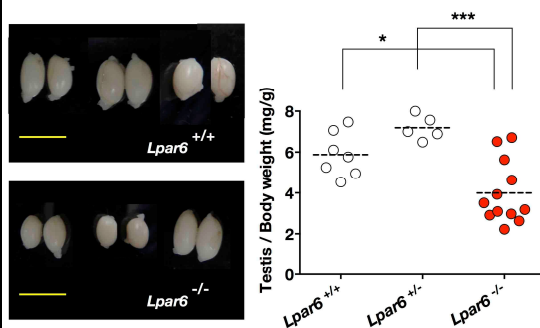 Lpar6 +/+
Lpar6 -/-
* ***
Testis / Body weight (mg/g)
8
6
4
2
0
Lpar6 +/+ Lpar6 +/- Lpar6 -/-